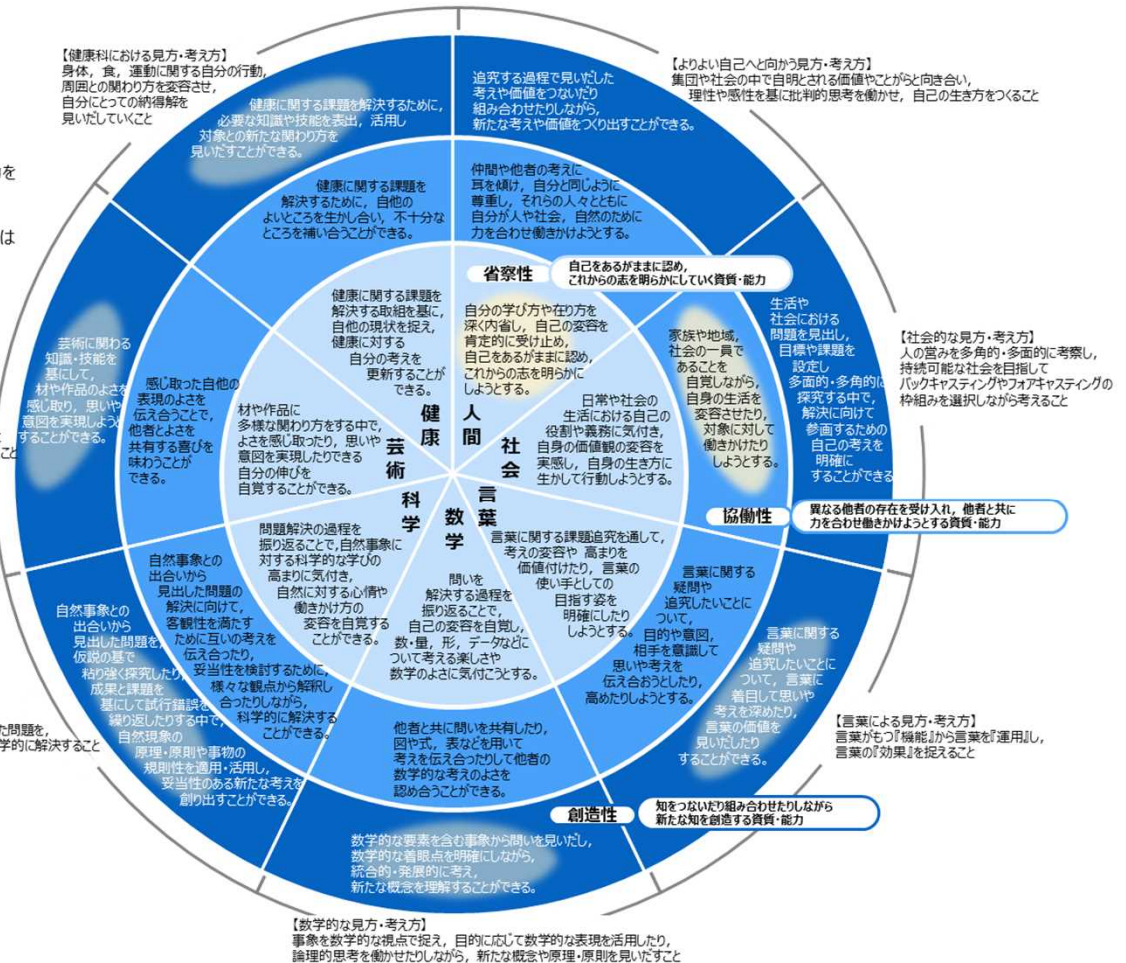 【健康科における見方・考え方】
身体，食，運動に関する自分の行動，
周囲との関わり方を変容させ，
自分にとっての納得解を
見いだしていくこと
【よりよい自己へと向かう見方・考え方】
集団や社会の中で自明とされる価値やことがらと向き合い，
理性や感性を基に批判的思考を働かせ，自己の生き方をつくること
健康に関する課題を解決するために，
必要な知識や技能を表出，活用し
対象との新たな関わり方を
見いだすことができる。
追究する過程で見いだした
考えや価値をつないだり
組み合わせたりしながら，
新たな考えや価値をつくり出すことができる。
を
は
健康に関する課題を
解決するために，自他の
よいところを生かし合い，不十分な
ところを補い合うことができる。
仲間や他者の考えに
耳を傾け，自分と同じように
尊重し，それらの人々とともに
自分が人や社会，自然のために
力を合わせ働きかけようとする。
省察性
自己をあるがままに認め，
これからの志を明らかにしていく資質・能力
健康に関する課題を
解決する取組を基に，
自他の現状を捉え，
健康に対する
自分の考えを
更新することが
できる。
自分の学び方や在り方を
深く内省し，自己の変容を
肯定的に受け止め，
自己をあるがままに認め，
これからの志を明らかに
しようとする。
家族や地域，
社会の一員で
あることを
自覚しながら，
自身の生活を
変容させたり，
対象に対して
働きかけたり
しようとする。
生活や
社会における
問題を見出し，
目標や課題を
設定し
多面的・多角的に
探究する中で，
解決に向けて
参画するための
自己の考えを
明確に
することができる
【社会的な見方・考え方】
人の営みを多角的・多面的に考察し，
持続可能な社会を目指して
バックキャスティングやフォアキャスティングの
枠組みを選択しながら考えること
芸術に関わる
知識・技能を
基にして，
材や作品のよさを
感じ取り，思いや
意図を実現しようと
することができる。
こと
感じ取った自他の
表現のよさを
伝え合うことで，
他者とよさを
共有する喜びを
味わうことが
できる。
材や作品に
多様な関わり方をする中で，
よさを感じ取ったり，思いや
意図を実現したりできる
自分の伸びを
自覚することができる。
日常や社会の
生活における自己の
役割や義務に気付き，
自身の価値観の変容を
実感し，自身の生き方に
生かして行動しようとする。
健康
人間
社会
芸術
科学
数学
言葉
協働性
異なる他者の存在を受け入れ，他者と共に
力を合わせ働きかけようとする資質・能力
問題解決の過程を
振り返ることで，自然事象に
対する科学的な学びの
高まりに気付き，
自然に対する心情や
働きかけ方の
変容を自覚する
ことができる。
問いを
解決する過程を
振り返ることで，
自己の変容を自覚し，
数・量，形，データなどに
ついて考える楽しさや
数学のよさに気付こうとする。
言葉に関する課題追究を通して，
考えの変容や 高まりを
価値付けたり，言葉の
使い手としての
目指す姿を
明確にしたり
しようとする。
自然事象との
出合いから
見出した問題の
解決に向けて，
客観性を満たす
ために互いの考えを
伝え合ったり，
妥当性を検討するために，
様々な観点から解釈し
合ったりしながら，
科学的に解決する
ことができる。
言葉に関する
疑問や
追究したいことに
ついて，
目的や意図，
相手を意識して
思いや考えを
伝え合おうとしたり，
高めたりしようとする。
自然事象との
出合いから
見出した問題を，
仮説の基で
粘り強く探究したり，
成果と課題を
基にして試行錯誤を
繰り返したりする中で，
自然現象の
原理・原則や事物の
規則性を適用・活用し，
妥当性のある新たな考えを
創り出すことができる。
言葉に関する
疑問や
追究したいことに
ついて，言葉に
着目して思いや
考えを深めたり，
言葉の価値を
見いだしたり
することができる。
【言葉による見方・考え方】
言葉がもつ『機能』から言葉を『運用』し，
言葉の『効果』を捉えること
た問題を，
学的に解決すること
他者と共に問いを共有したり，
図や式，表などを用いて
考えを伝え合ったりして他者の
数学的な考えのよさを
認め合うことができる。
創造性
知をつないだり組み合わせたりしながら
新たな知を創造する資質・能力
数学的な要素を含む事象から問いを見いだし，
数学的な着眼点を明確にしながら，
統合的・発展的に考え，
新たな概念を理解することができる。
【数学的な見方・考え方】
事象を数学的な視点で捉え，目的に応じて数学的な表現を活用したり，
論理的思考を働かせたりしながら，新たな概念や原理・原則を見いだすこと